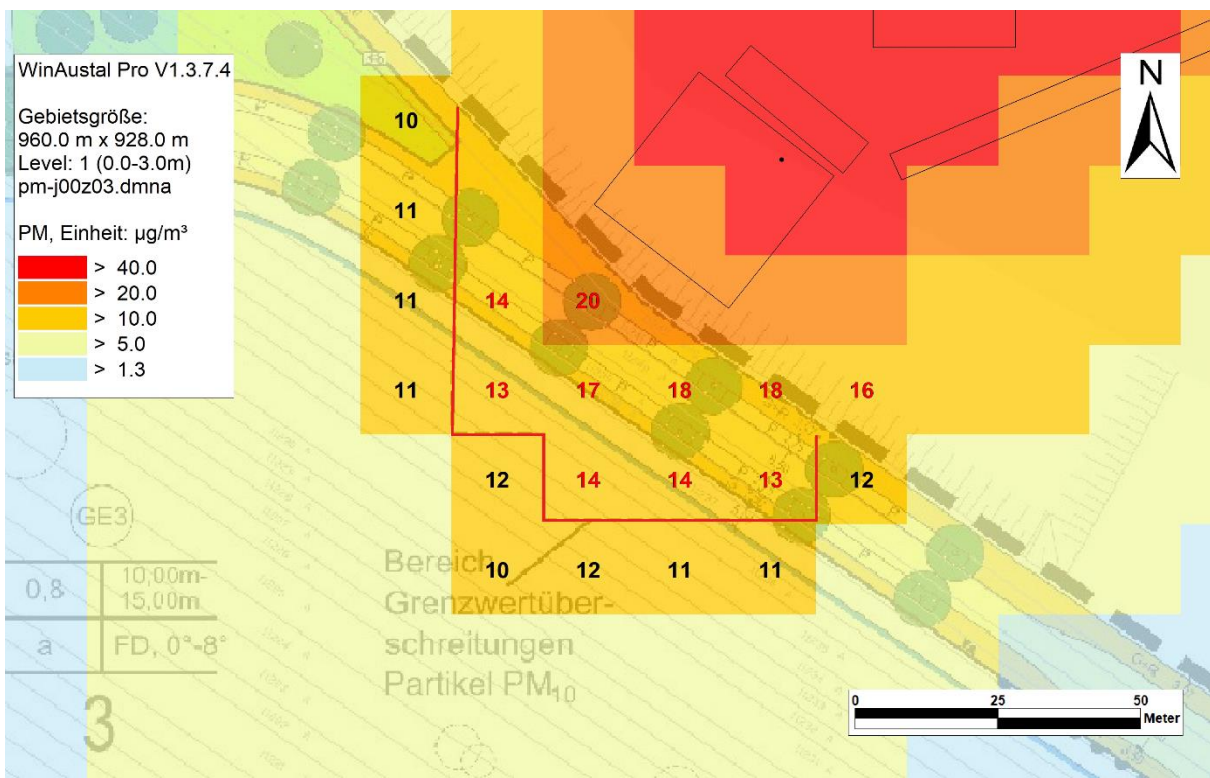 WinAustal Pro V1.3.7.4
Gebietsgröße:
960.0 m x 928.0 m
Level: 1 (0.0-3.0m)
pm-j00z03.dmna
PM, Einheit: µg/m³
> 40.0
> 20.0
> 10.0
> 5.0
> 1.3
N
10
11
11 14 20
11 13 17 18 18 16
12 14 14 13 12
10 12 11 11
GE3
0,8
10,00m-
15,00m
a
FD, 0°-8°
3
Bereich
Grenzwertüber-
schreitungen
Partikel PM₁₀
0 25 50
Meter